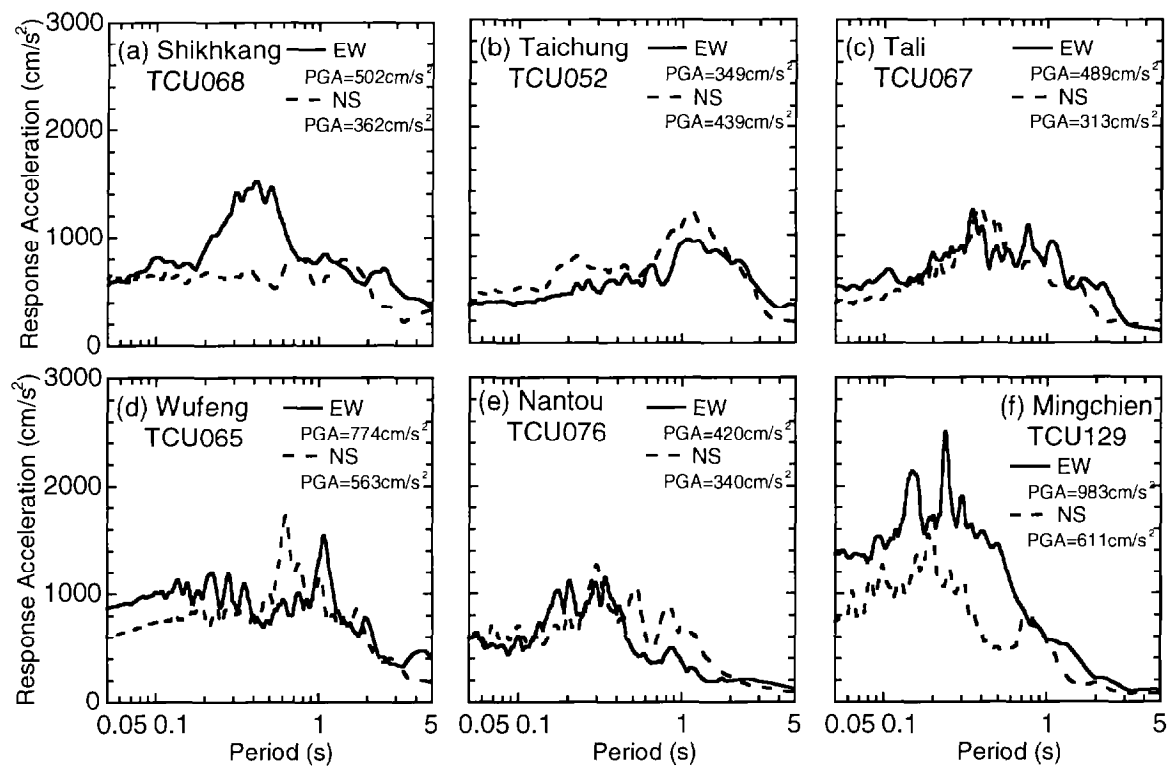 Response Acceleration (cm/s²)
3000
2000
1000
0
(a) Shikhkang
TCU068
EW
PGA=502cm/s²
NS
PGA=362cm/s²
(b) Taichung
TCU052
EW
PGA=349cm/s²
NS
PGA=439cm/s²
(c) Tali
TCU067
EW
PGA=489cm/s²
NS
PGA=313cm/s²
Response Acceleration (cm/s²)
3000
2000
1000
0
(d) Wufeng
TCU065
EW
PGA=774cm/s²
NS
PGA=563cm/s²
(e) Nantou
TCU076
EW
PGA=420cm/s²
NS
PGA=340cm/s²
(f) Mingchien
TCU129
EW
PGA=983cm/s²
NS
PGA=611cm/s²
0.05 0.1 1 5
0.05 0.1 1 5
0.05 0.1 1 5
Period (s)
Period (s)
Period (s)